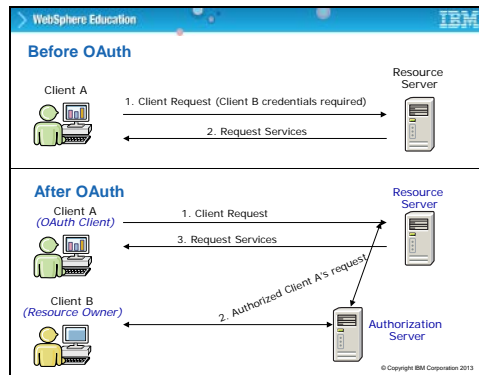 WebSphere Education
IBM
Before OAuth
Client A
Resource
Server
1. Client Request (Client B credentials required)
2. Request Services
After OAuth
Client A
(OAuth Client)
Resource
Server
1. Client Request
3. Request Services
2. Authorized Client A's request
Client B
(Resource Owner)
Authorization
Server
© Copyright IBM Corporation 2013